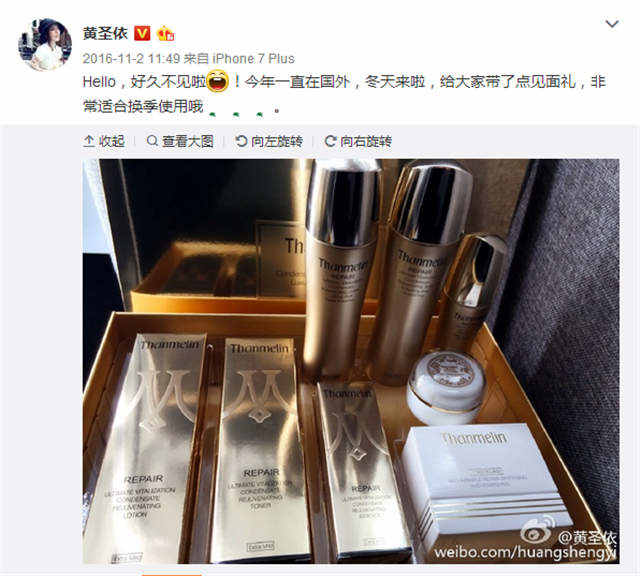 黄圣依
2016-11-2 11:49 来自 iPhone 7 Plus
Hello，好久不见啦！今年一直在国外，冬天来啦，给大家带了点见面礼，非
常适合换季使用哦 。 。 。 。
收起 查看大图 向左旋转 向右旋转
Thanmelin
REPAIR
Thanmelin
REPAIR
Thanmelin
Thanmelin
REPAIR
ULTIMATE VITALIZATION
CONDENSATE
REJUVENATING
LOTION
Thanmelin
REPAIR
ULTIMATE VITALIZATION
CONDENSATE
REJUVENATING
TONER
Thanmelin
REPAIR
ULTIMATE VITALIZATION
CONDENSATE
REJUVENATING
ESSENCE
Thanmelin
@黄圣依
weibo.com/huangshengyi